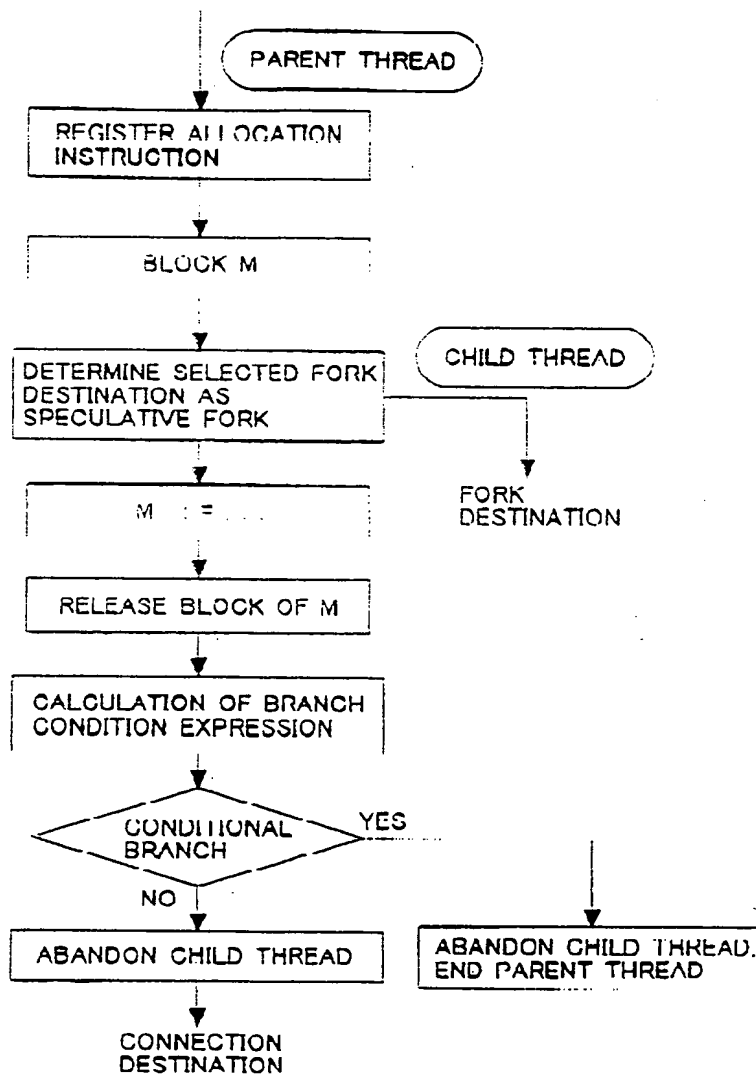 PARENT THREAD
REGISTER ALLOCATION
INSTRUCTION
BLOCK M
DETERMINE SELECTED FORK
DESTINATION AS
SPECULATIVE FORK
CHILD THREAD
FORK
DESTINATION
M : = ...
RELEASE BLOCK OF M
CALCULATION OF BRANCH
CONDITION EXPRESSION
CONDITIONAL
BRANCH
YES
NO
ABANDON CHILD THREAD
ABANDON CHILD THREAD.
END PARENT THREAD
CONNECTION
DESTINATION